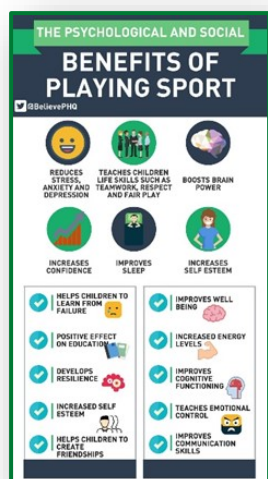 THE PSYCHOLOGICAL AND SOCIAL
BENEFITS OF
PLAYING SPORT
@BelievePHQ
REDUCES
STRESS,
ANXIETY AND
DEPRESSION
TEACHES CHILDREN
LIFE SKILLS SUCH AS
TEAMWORK, RESPECT
AND FAIR PLAY
BOOSTS BRAIN
POWER
INCREASES
CONFIDENCE
IMPROVES
SLEEP
INCREASES
SELF ESTEEM
HELPS CHILDREN TO
LEARN FROM
FAILURE
POSITIVE EFFECT
ON EDUCATION
DEVELOPS
RESILIENCE
INCREASED SELF
ESTEEM
HELPS CHILDREN TO
CREATE
FRIENDSHIPS
IMPROVES WELL
BEING
INCREASED ENERGY
LEVELS
IMPROVES
COGNITIVE
FUNCTIONING
TEACHES EMOTIONAL
CONTROL
IMPROVES
COMMUNICATION
SKILLS